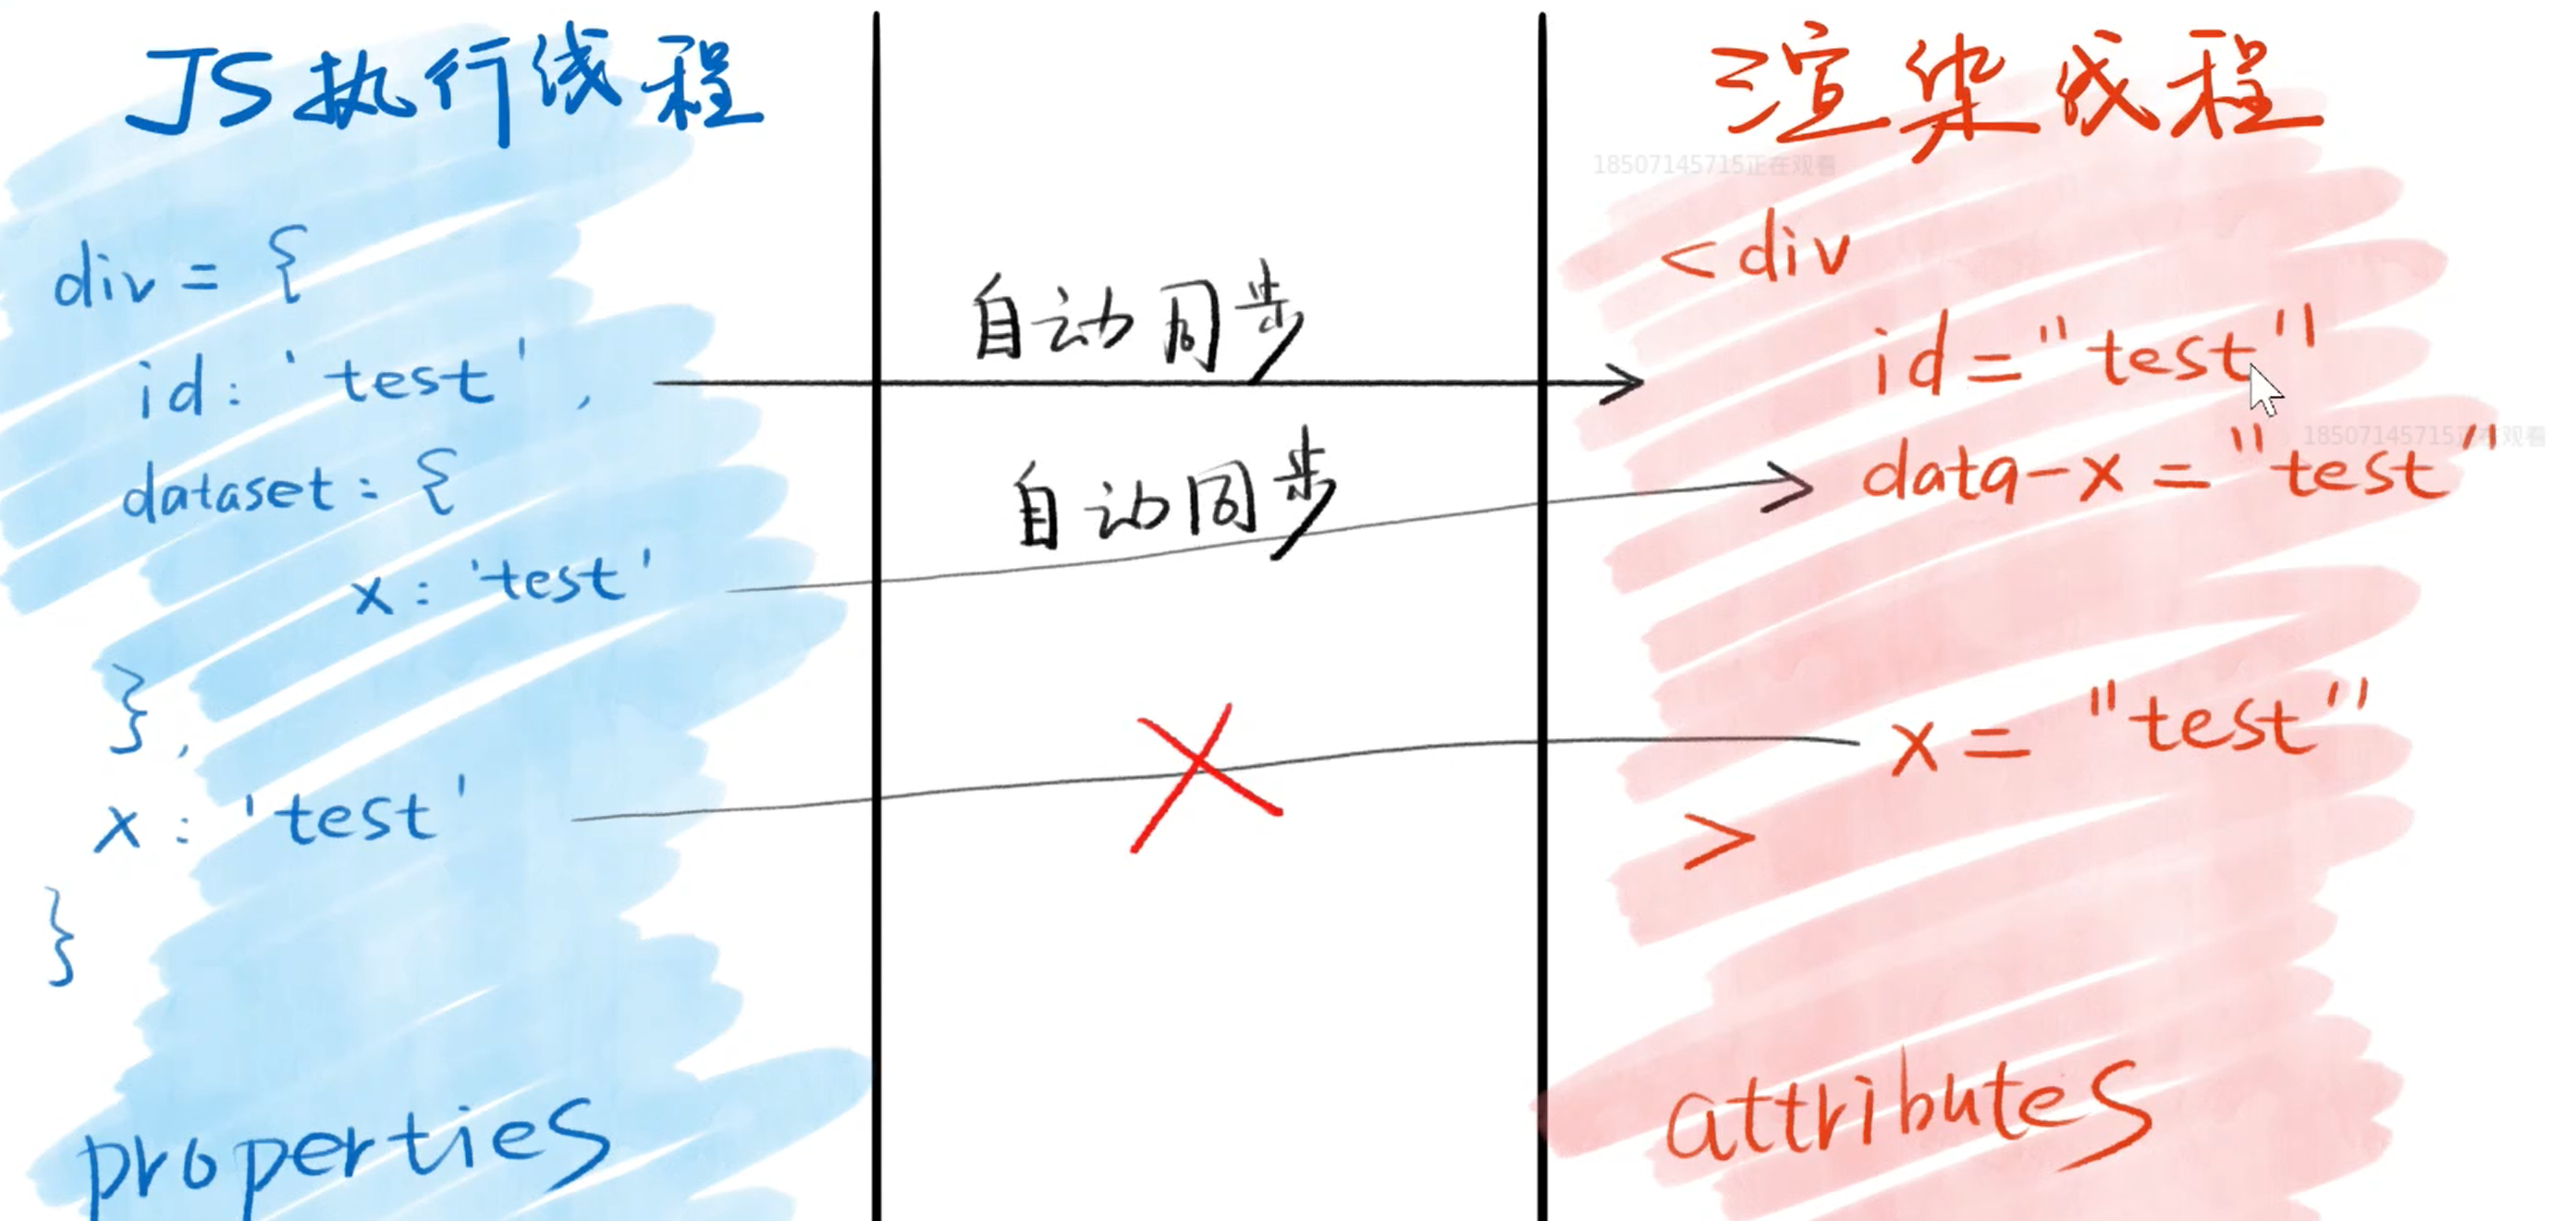 JS执行线程
div = {
id: 'test',
dataset: {
x: 'test'
},
x: 'test'
}
properties
自动同步
自动同步
渲染线程
18507145715正在观看
<div
id="test"
18507145715正在观看
data-x="test"
x="test"
>
attributes